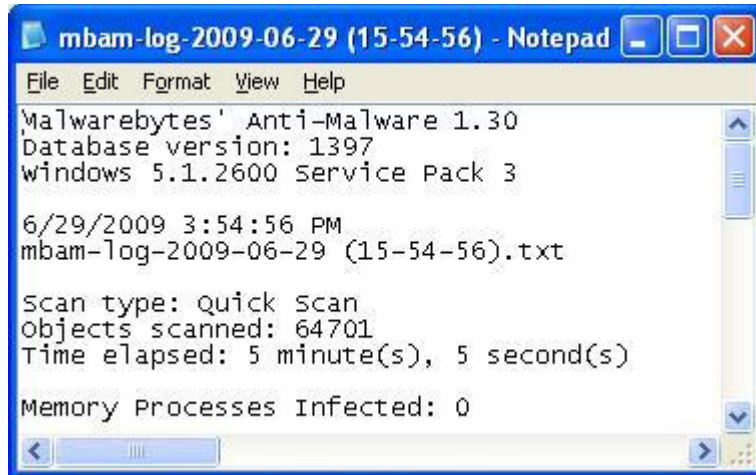 mbam-log-2009-06-29 (15-54-56) - Notepad
File Edit Format View Help
Malwarebytes' Anti-Malware 1.30
Database version: 1397
Windows 5.1.2600 Service Pack 3
6/29/2009 3:54:56 PM
mbam-log-2009-06-29 (15-54-56).txt
Scan type: Quick Scan
Objects scanned: 64701
Time elapsed: 5 minute(s), 5 second(s)
Memory Processes Infected: 0